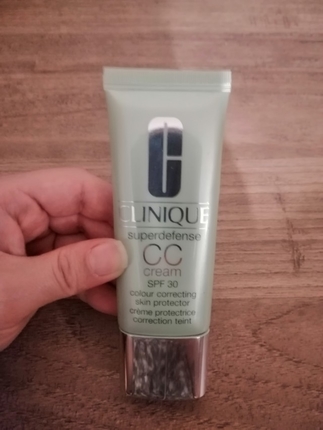 CLINIQUE
superdefense
CC
cream
SPF 30
colour correcting
skin protector
crème protectrice
correction teint